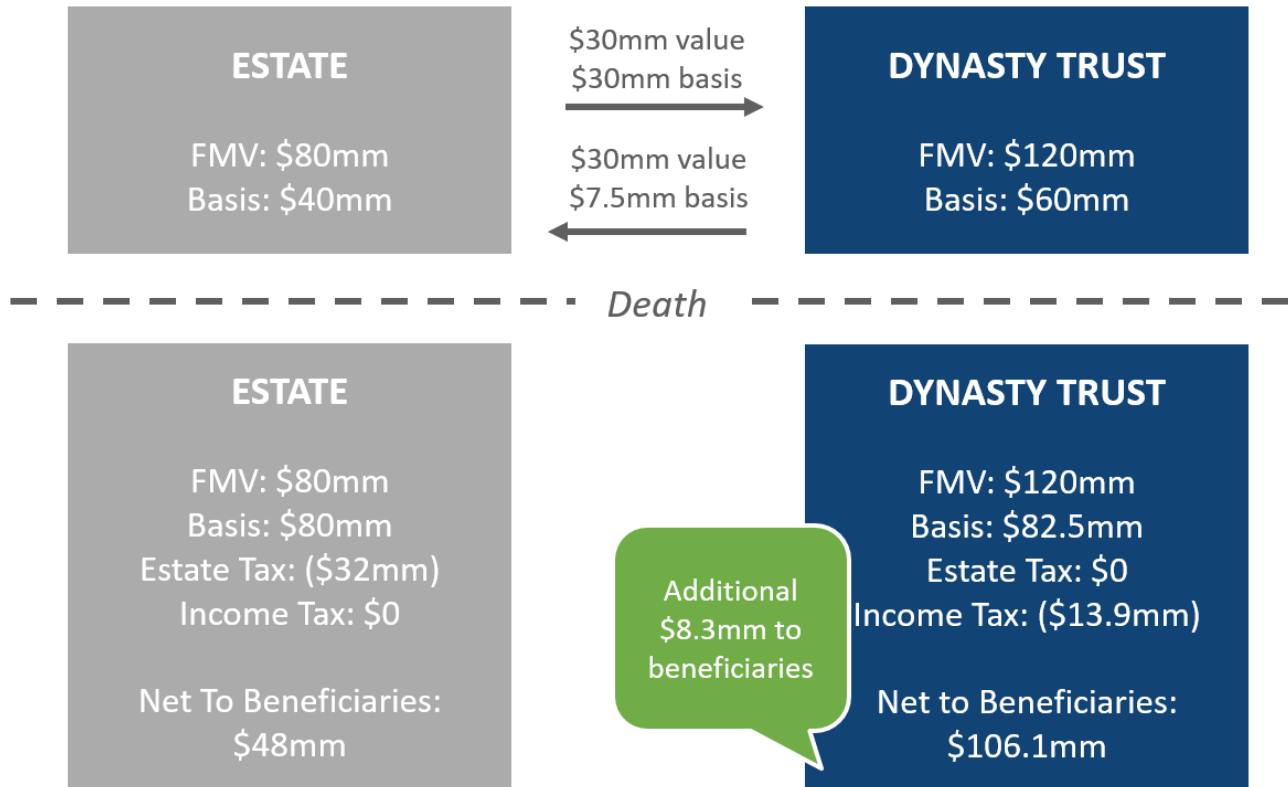 ESTATE
FMV: $80mm
Basis: $40mm
$30mm value
$30mm basis
$30mm value
$7.5mm basis
DYNASTY TRUST
FMV: $120mm
Basis: $60mm
Death
ESTATE
FMV: $80mm
Basis: $80mm
Estate Tax: ($32mm)
Income Tax: $0
Net To Beneficiaries:
$48mm
Additional
$8.3mm to
beneficiaries
DYNASTY TRUST
FMV: $120mm
Basis: $82.5mm
Estate Tax: $0
Income Tax: ($13.9mm)
Net to Beneficiaries:
$106.1mm